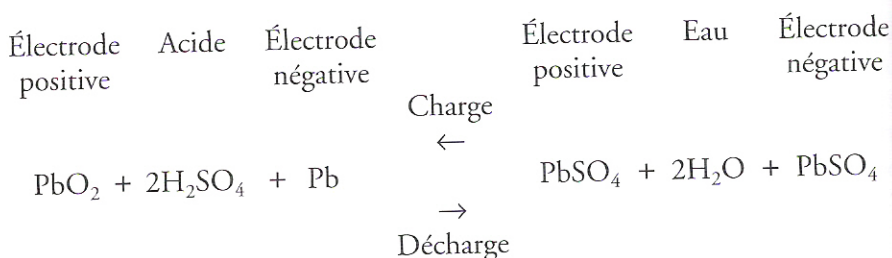 Électrode Acide Électrode Électrode Eau Électrode
positive négative positive négative
Charge
←
PbO₂ + 2H₂SO₄ + Pb PbSO₄ + 2H₂O + PbSO₄
→
Décharge